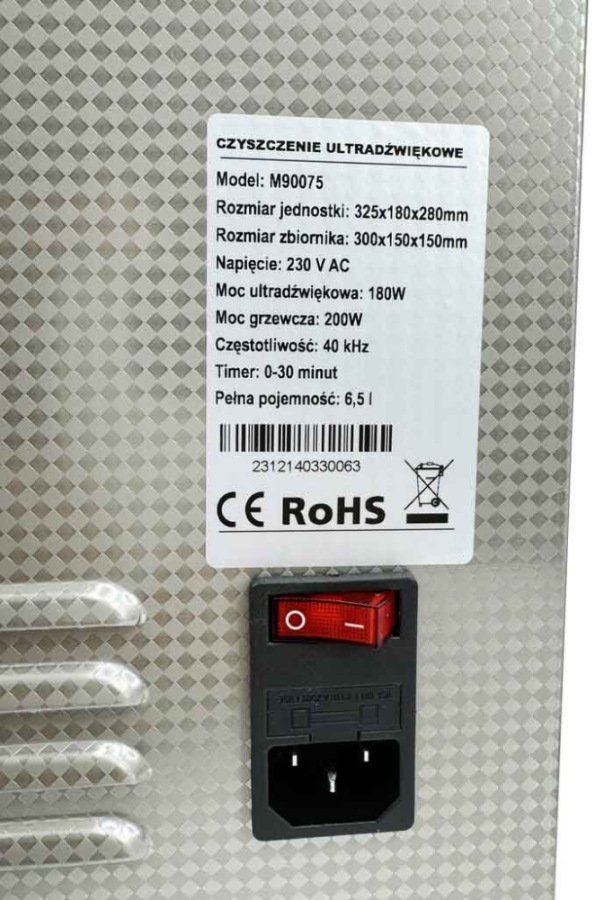 CZYSZCZENIE ULTRADŹWIĘKOWE
Model: M90075
Rozmiar jednostki: 325x180x280mm
Rozmiar zbiornika: 300x150x150mm
Napięcie: 230 V AC
Moc ultradźwiękowa: 180W
Moc grzewcza: 200W
Częstotliwość: 40 kHz
Timer: 0-30 minut
Pełna pojemność: 6,5 l
2312140330063
CE RoHS